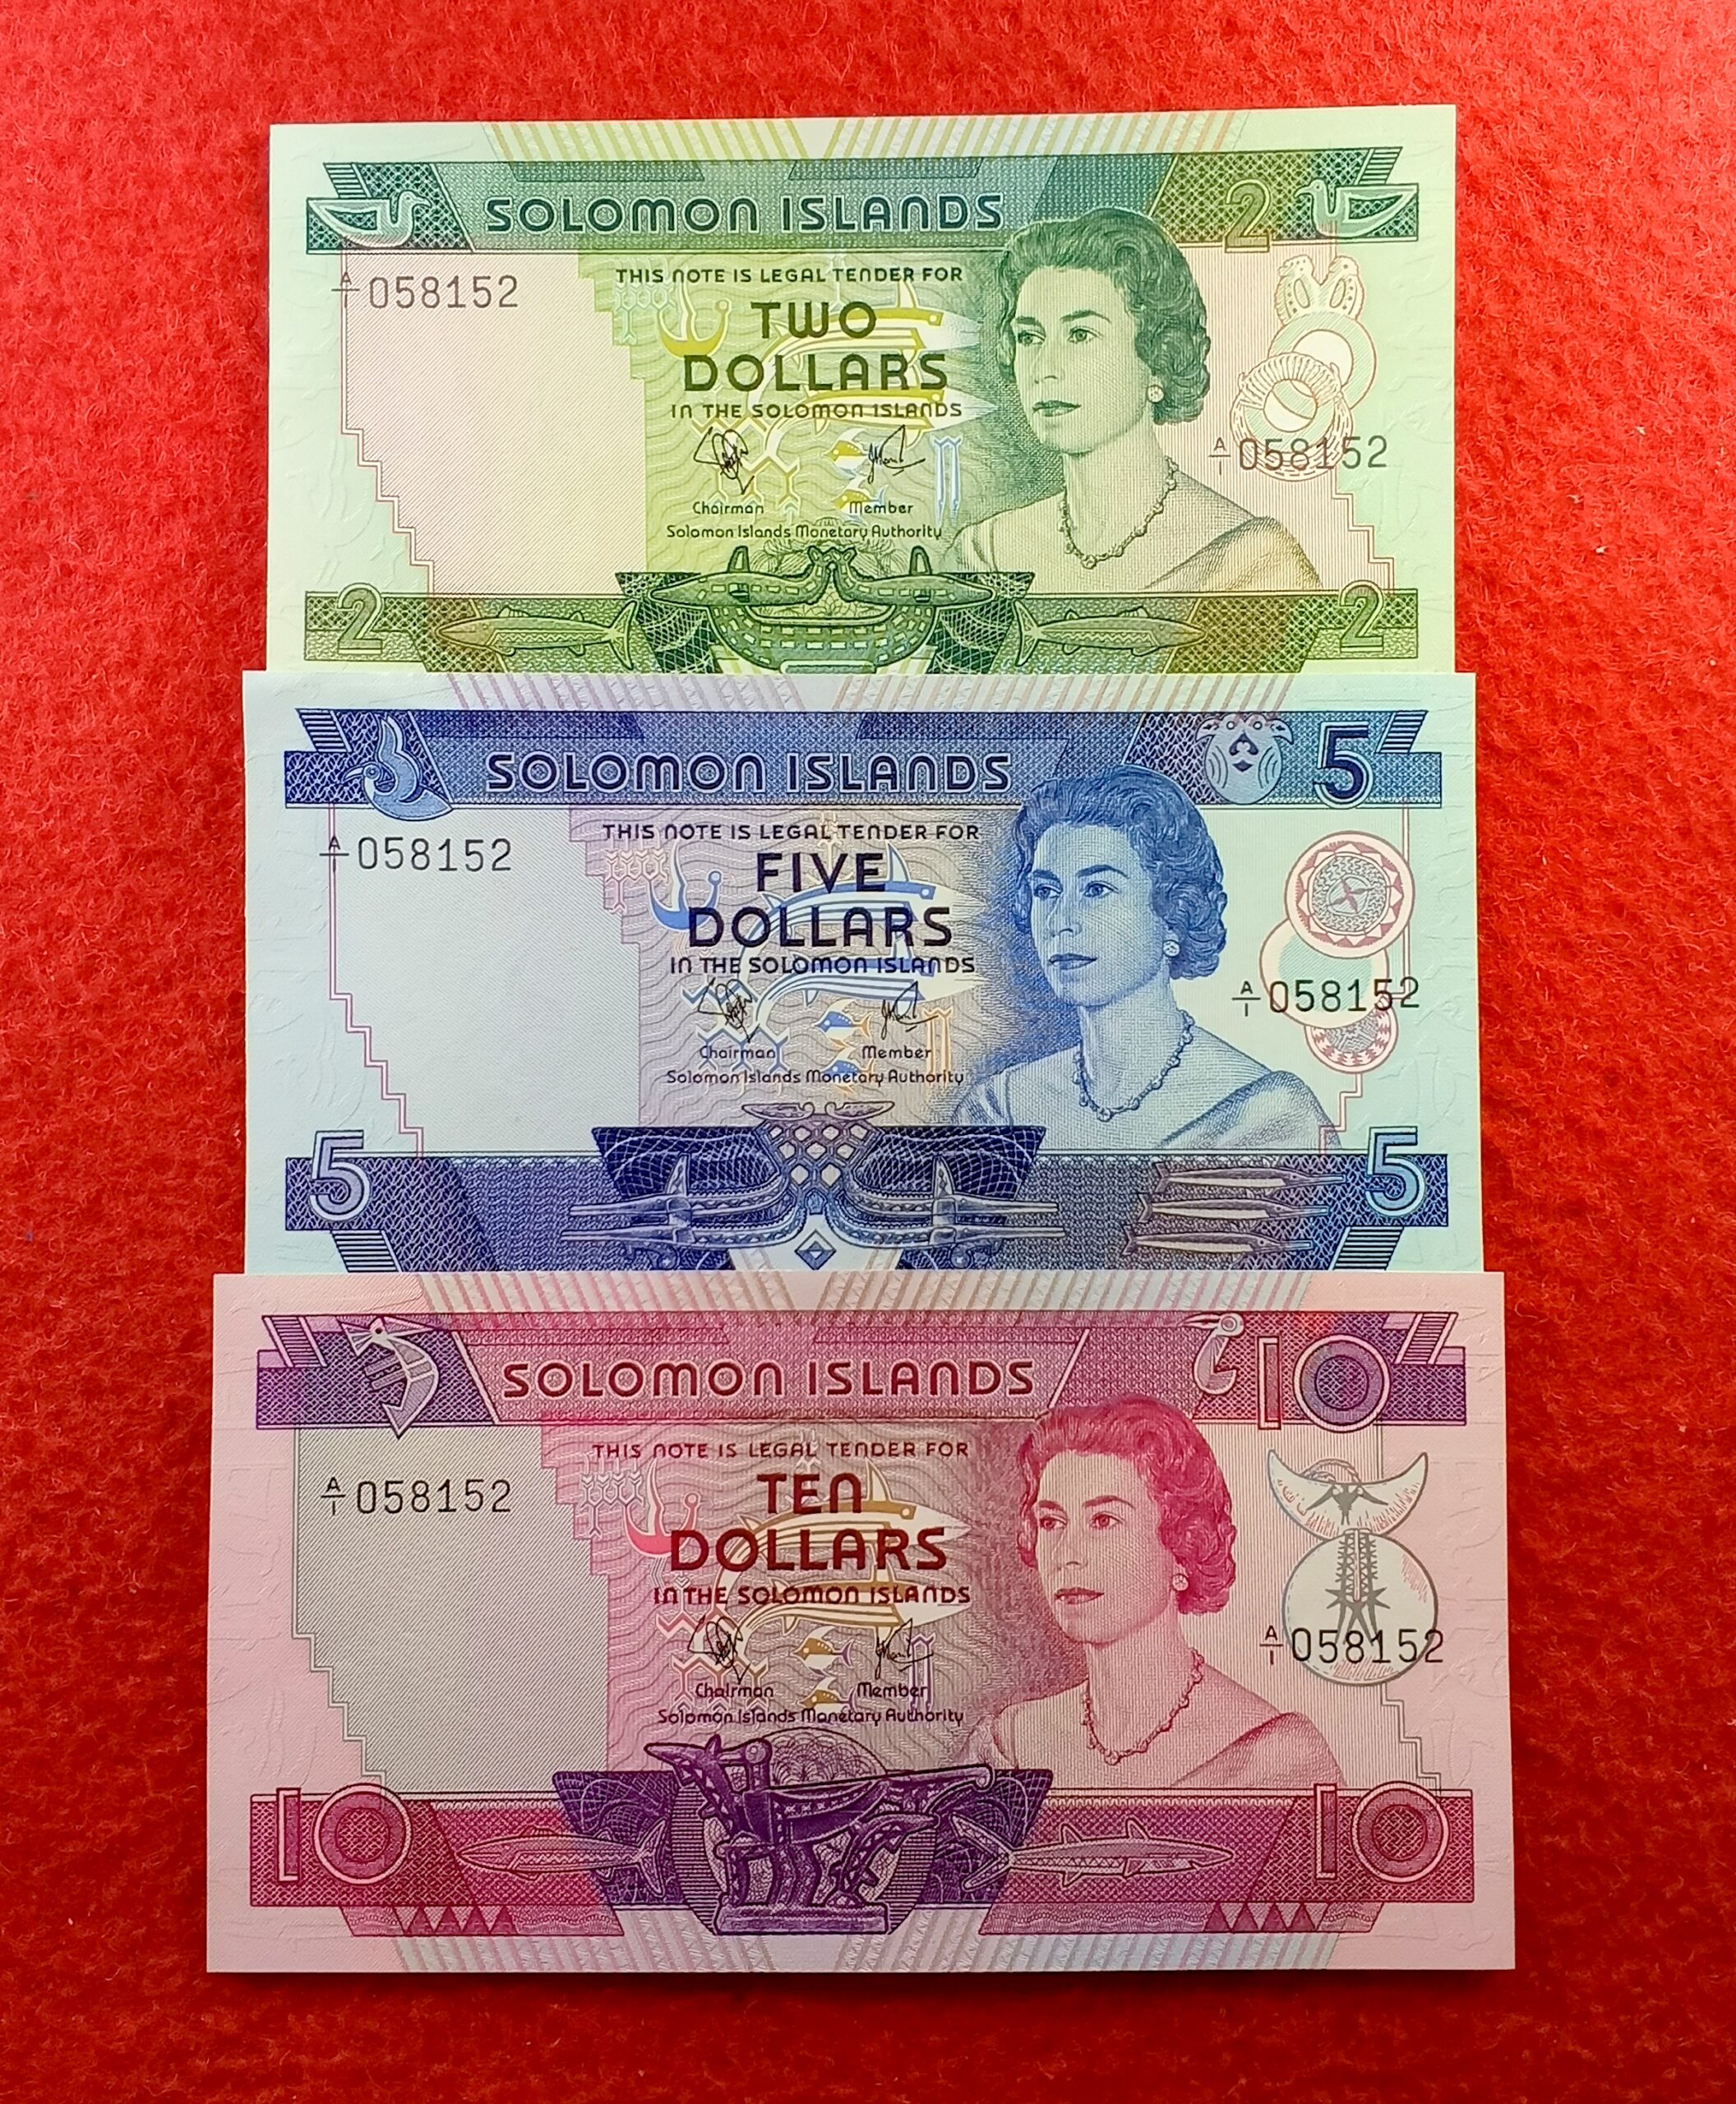 SOLOMON ISLANDS 2
A/1 058152
THIS NOTE IS LEGAL TENDER FOR
TWO
DOLLARS
IN THE SOLOMON ISLANDS
A/1 058152
Chairman Member
Solomon Islands Monetary Authority
2 2
SOLOMON ISLANDS 5
THIS NOTE IS LEGAL TENDER FOR
A/1 058152
FIVE
DOLLARS
IN THE SOLOMON ISLANDS
A/1 058152
Chairman Member
Solomon Islands Monetary Authority
5 5
SOLOMON ISLANDS 10
THIS NOTE IS LEGAL TENDER FOR
A/1 058152
TEN
DOLLARS
IN THE SOLOMON ISLANDS
A/1 058152
Chairman Member
Solomon Islands Monetary Authority
10 10